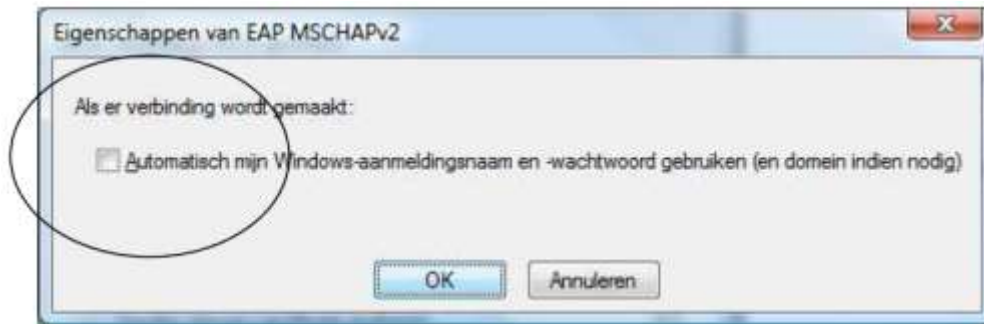 Eigenschappen van EAP MSCHAPv2
Als er verbinding wordt gemaakt:
Automatisch mijn Windows-aanmeldingsnaam en -wachtwoord gebruiken (en domein indien nodig)
OK Annuleren